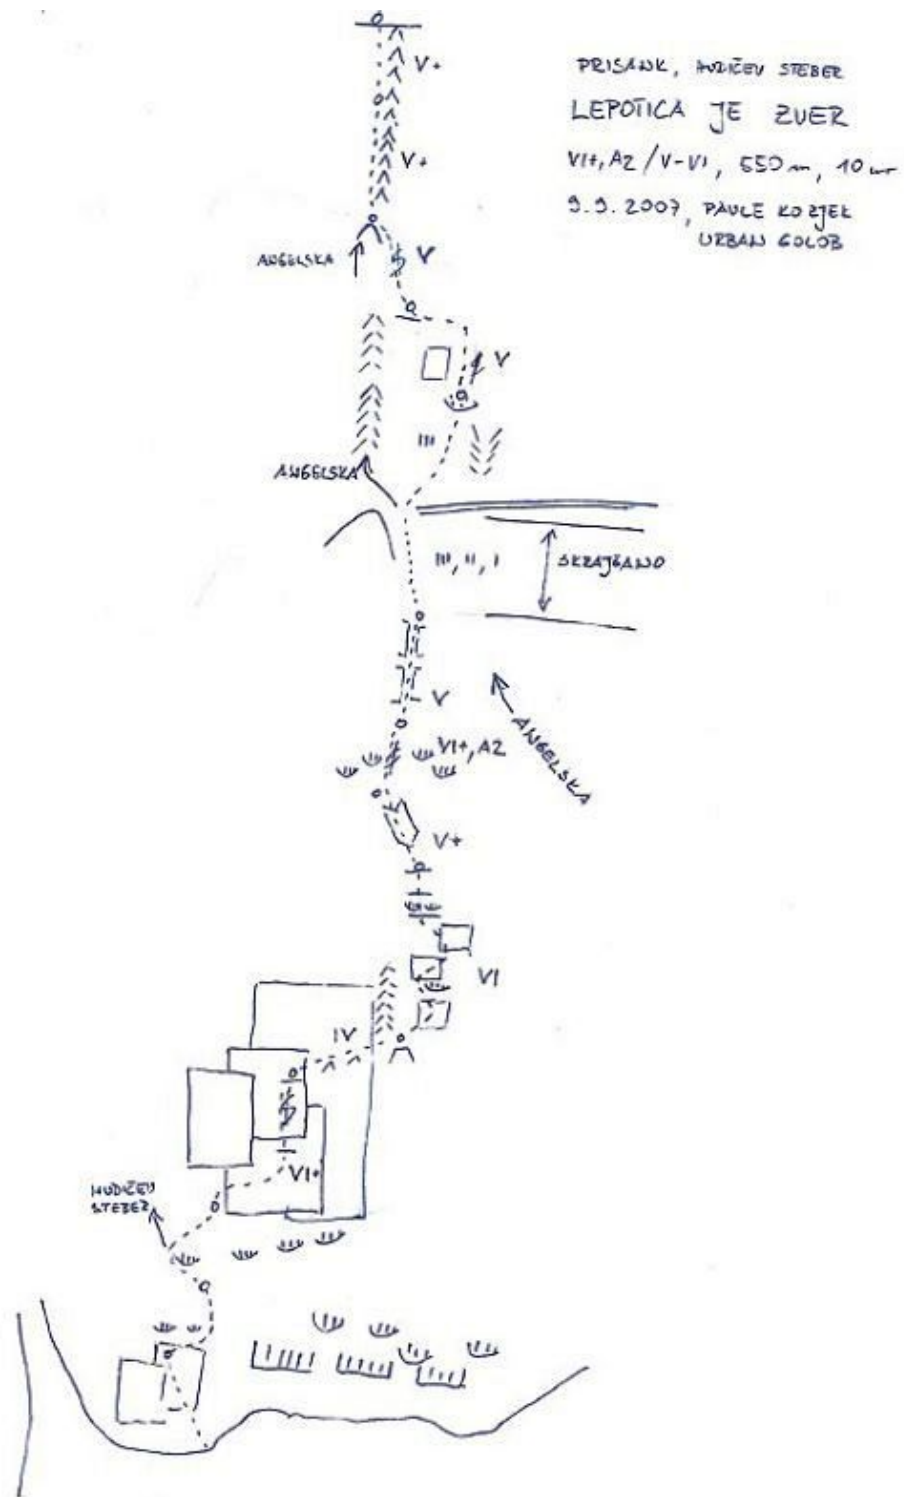 PRISANK, HUDIČEV STEBER
LEPOTICA JE ZVER
VI+, A2 / V-VI, 550 m, 10 ur
9.9.2007, PAVLE KOZJEK
URBAN GOLOB
V+
V+
ANGELSKA
V
V
III
ANGELSKA
III, II, I
SKRAJŠANO
V
VI+, A2
ANGELSKA
V+
VI
IV
VI+
HUDIČEV
STEBER